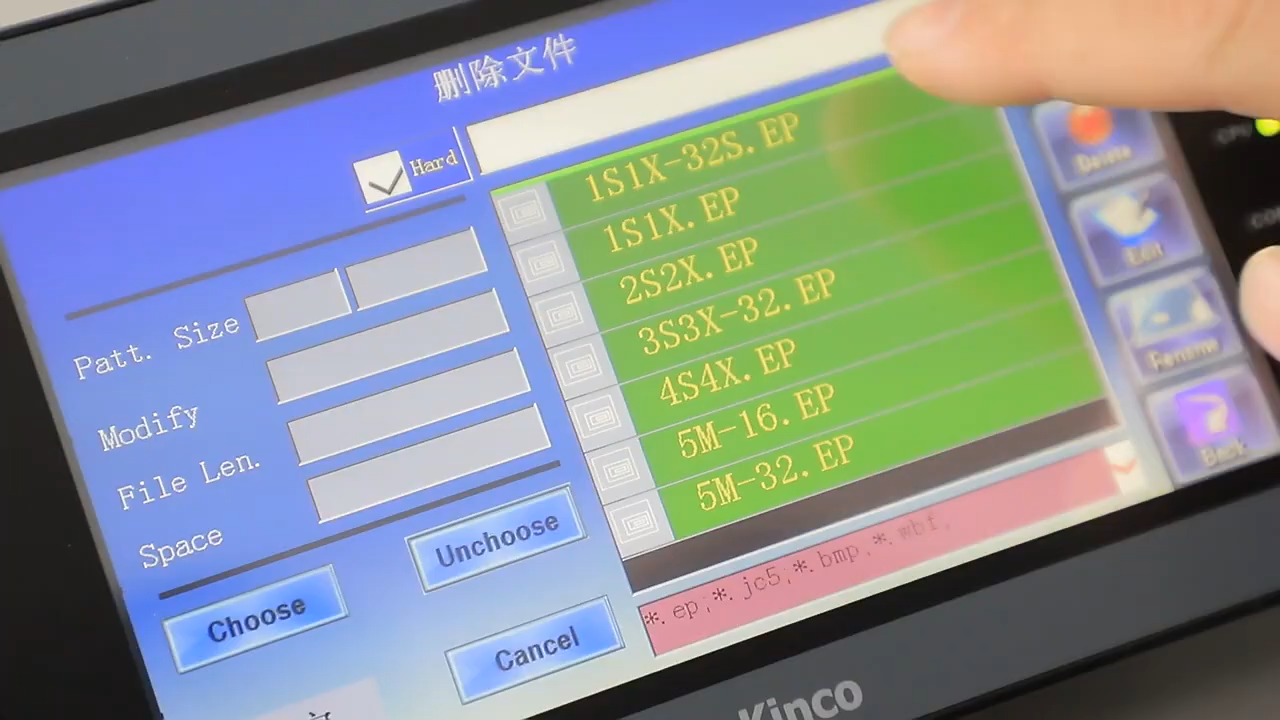 删除文件
Hard
1S1X-32S.EP
1S1X.EP
2S2X.EP
3S3X-32.EP
4S4X.EP
5M-16.EP
5M-32.EP
Patt. Size
Modify
File Len.
Space
Choose
Unchoose
Cancel
*.ep;*.jc5;*.bmp,*.mbf,
Delete
Edit
Rename
Back
Kinco